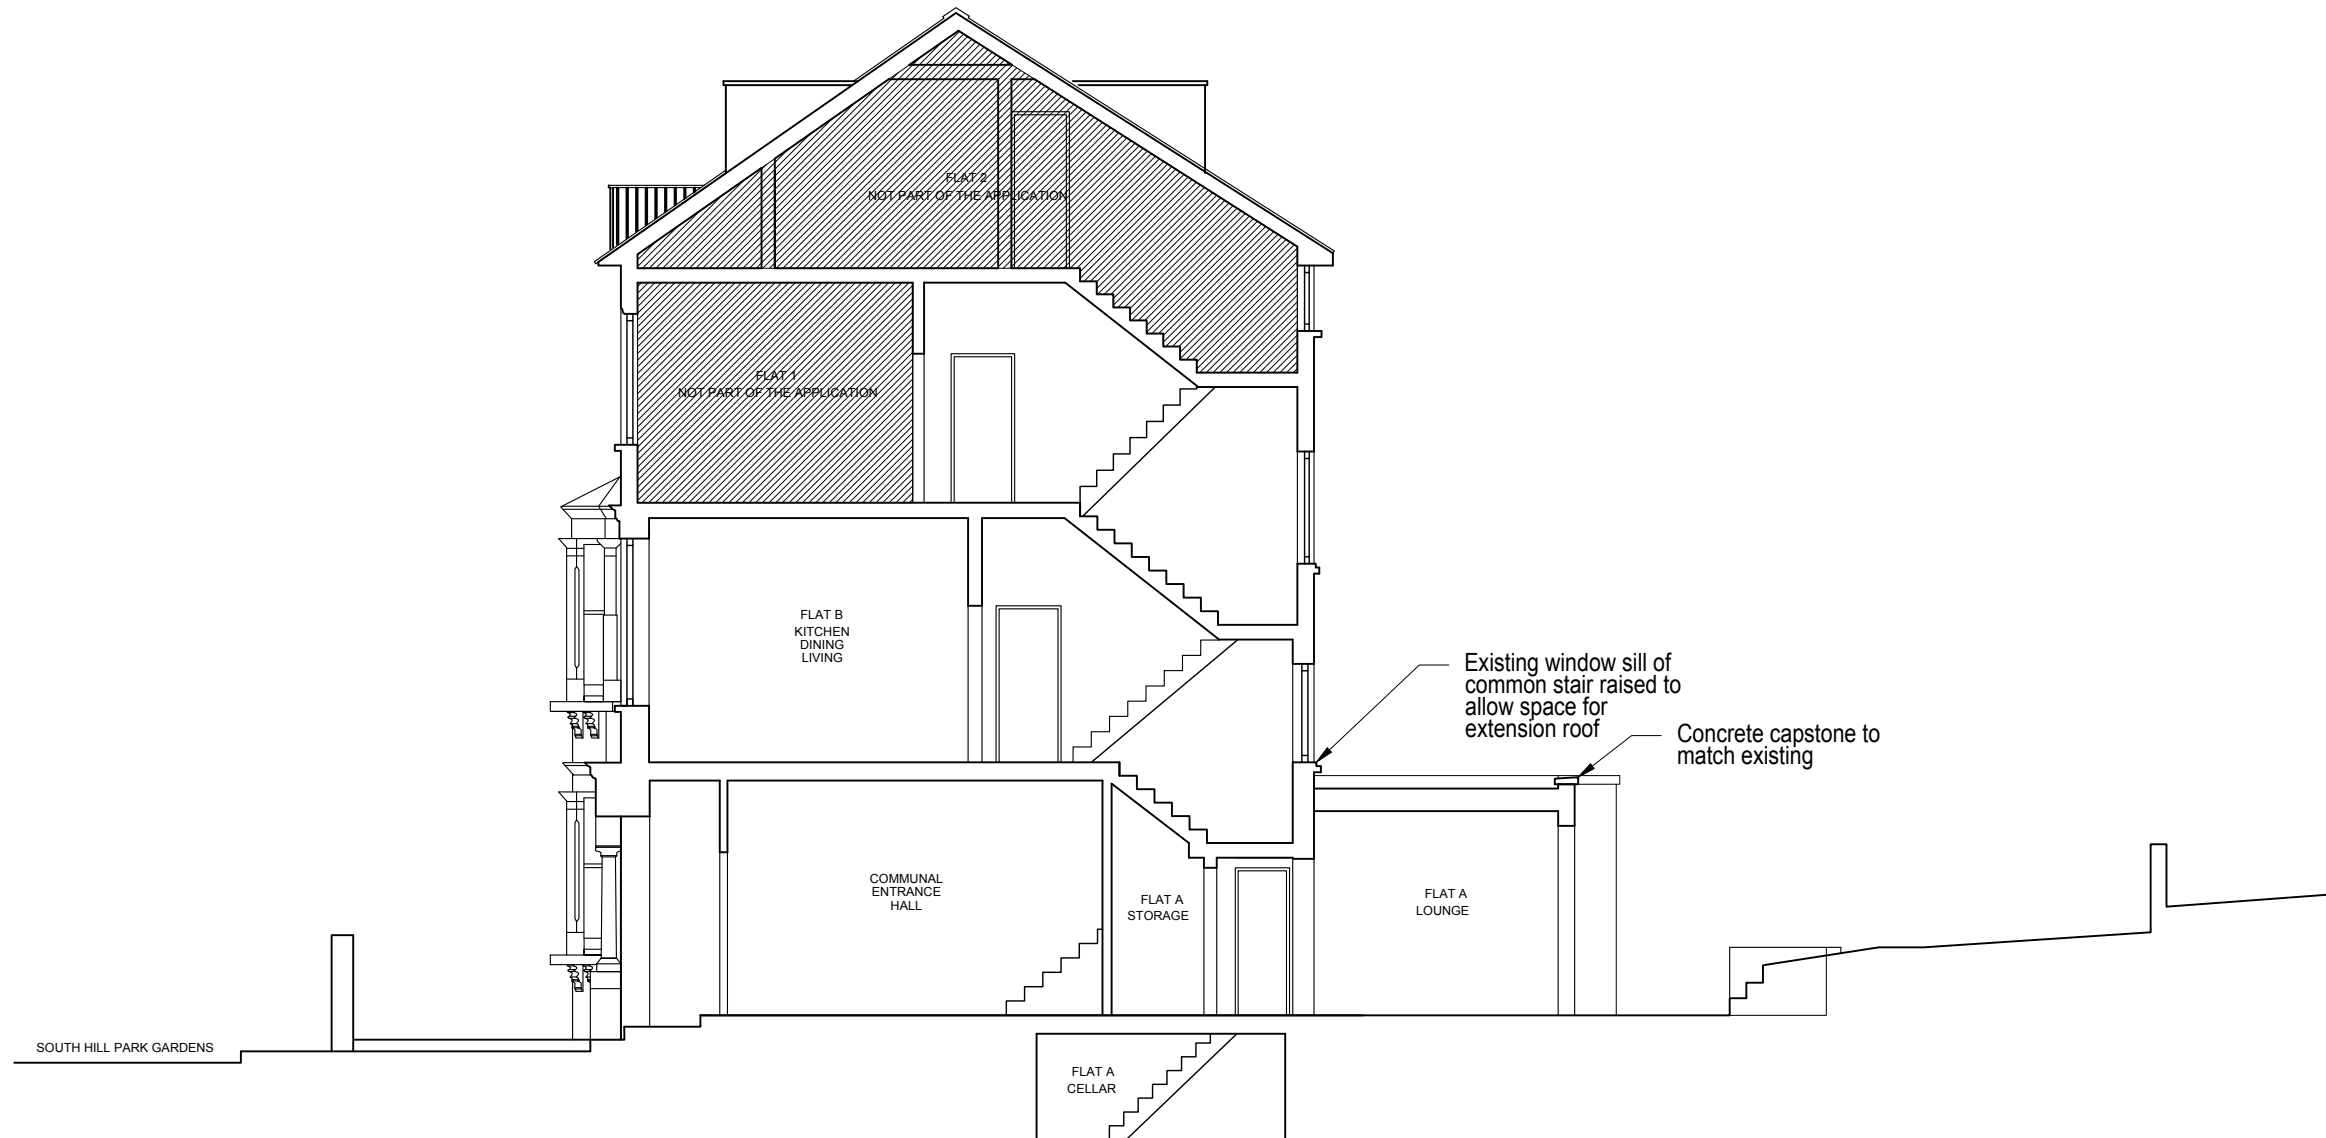 FLAT 2
NOT PART OF THE APPLICATION
FLAT 1
NOT PART OF THE APPLICATION
FLAT B
KITCHEN
DINING
LIVING
Existing window sill of
common stair raised to
allow space for
extension roof
Concrete capstone to
match existing
COMMUNAL
ENTRANCE
HALL
FLAT A
STORAGE
FLAT A
LOUNGE
SOUTH HILL PARK GARDENS
FLAT A
CELLAR